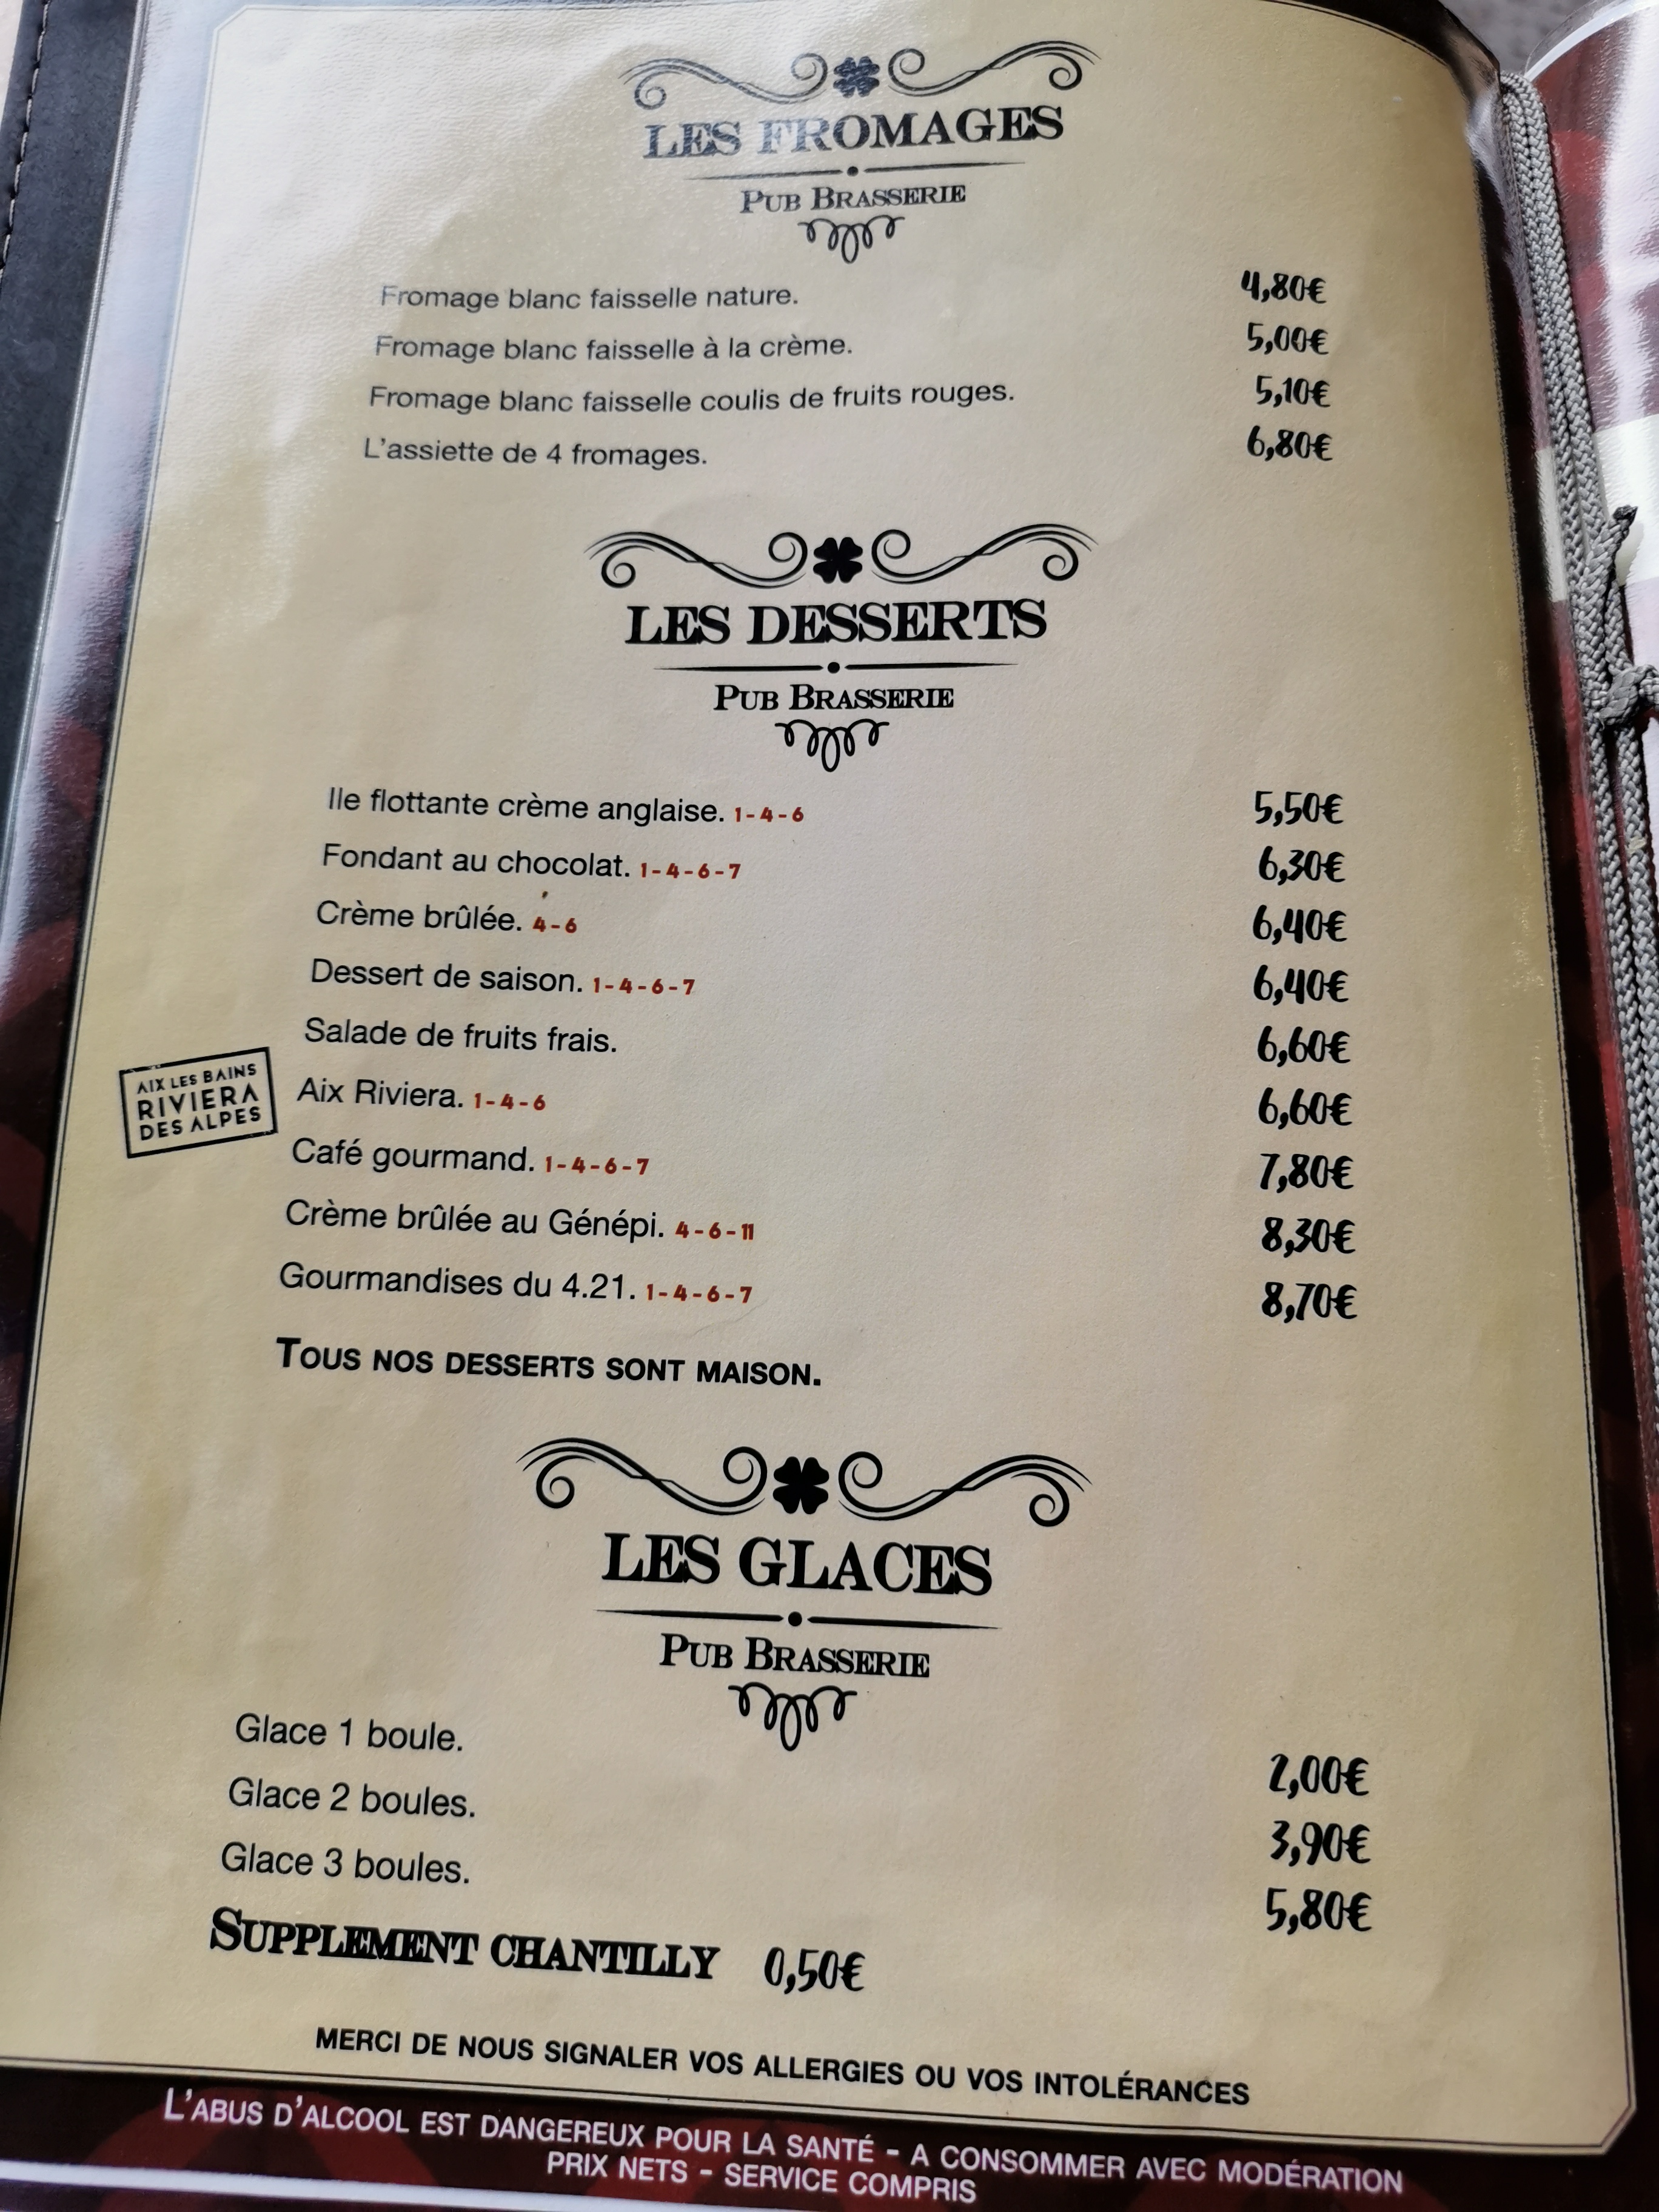 LES FROMAGES
PUB BRASSERIE
Fromage blanc faisselle nature. 4,80€
Fromage blanc faisselle à la crème. 5,00€
Fromage blanc faisselle coulis de fruits rouges. 5,10€
L'assiette de 4 fromages. 6,80€
LES DESSERTS
PUB BRASSERIE
Ile flottante crème anglaise. 1-4-6 5,50€
Fondant au chocolat. 1-4-6-7 6,30€
Crème brûlée. 4-6 6,40€
Dessert de saison. 1-4-6-7 6,40€
Salade de fruits frais. 6,60€
AIX LES BAINS
RIVIERA
DES ALPES
Aix Riviera. 1-4-6 6,60€
Café gourmand. 1-4-6-7 7,80€
Crème brûlée au Génépi. 4-6-11 8,30€
Gourmandises du 4.21. 1-4-6-7 8,70€
TOUS NOS DESSERTS SONT MAISON.
LES GLACES
PUB BRASSERIE
Glace 1 boule. 2,00€
Glace 2 boules. 3,90€
Glace 3 boules. 5,80€
SUPPLEMENT CHANTILLY 0,50€
MERCI DE NOUS SIGNALER VOS ALLERGIES OU VOS INTOLÉRANCES
L'ABUS D'ALCOOL EST DANGEREUX POUR LA SANTÉ - A CONSOMMER AVEC MODÉRATION
PRIX NETS - SERVICE COMPRIS